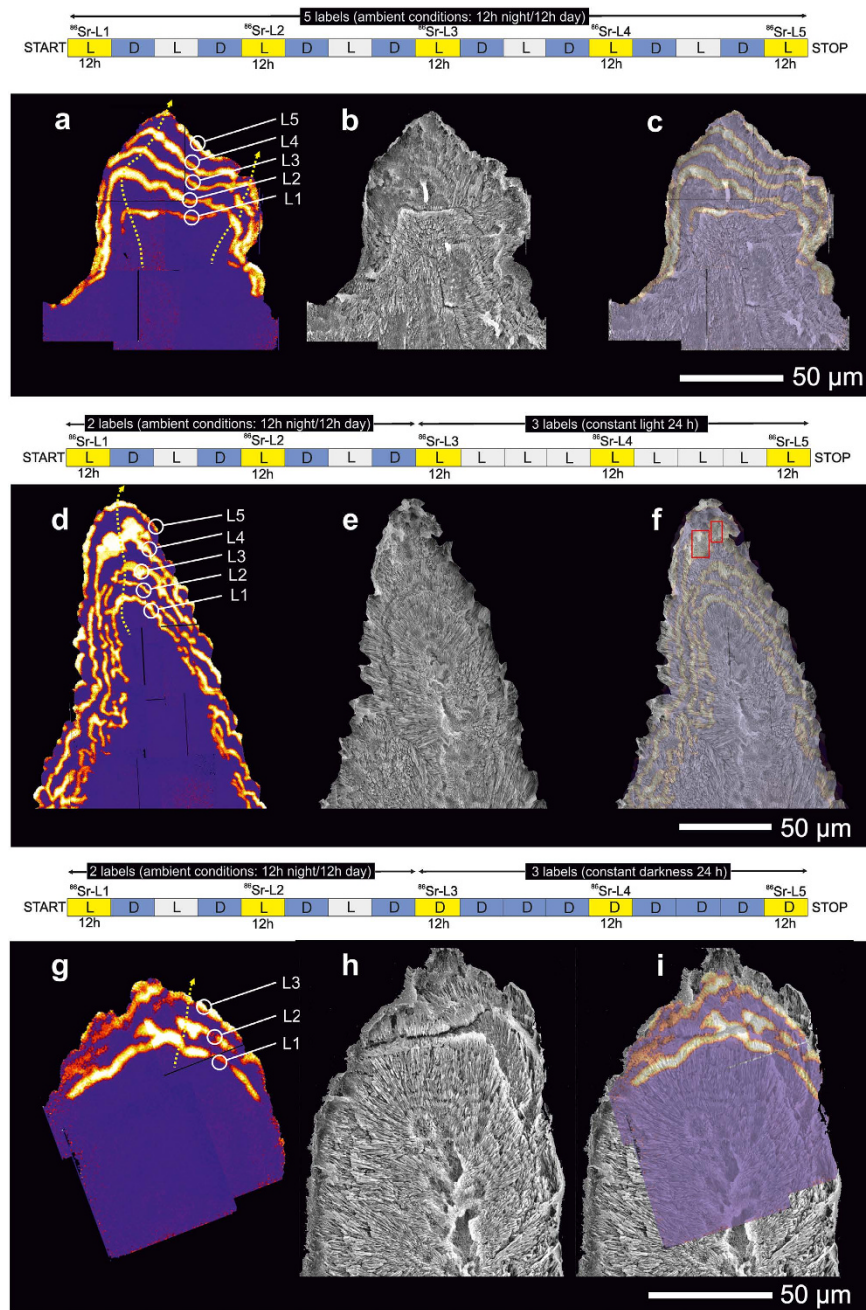 5 labels (ambient conditions: 12h night/12h day)
⁸⁶Sr-L1 ⁸⁶Sr-L2 ⁸⁶Sr-L3 ⁸⁶Sr-L4 ⁸⁶Sr-L5
START L D L D L D L D L D L D L D L D L STOP
12h 12h 12h 12h 12h
a b c
L5
L4
L3
L2
L1
50 µm
2 labels (ambient conditions: 12h night/12h day) 3 labels (constant light 24 h)
⁸⁶Sr-L1 ⁸⁶Sr-L2 ⁸⁶Sr-L3 ⁸⁶Sr-L4 ⁸⁶Sr-L5
START L D L D L D L D L L L L L L L L L STOP
12h 12h 12h 12h 12h
d e f
L5
L4
L3
L2
L1
50 µm
2 labels (ambient conditions: 12h night/12h day) 3 labels (constant darkness 24 h)
⁸⁶Sr-L1 ⁸⁶Sr-L2 ⁸⁶Sr-L3 ⁸⁶Sr-L4 ⁸⁶Sr-L5
START L D L D L D L D D D D D D D D D D STOP
12h 12h 12h 12h 12h
g h i
L3
L2
L1
50 µm